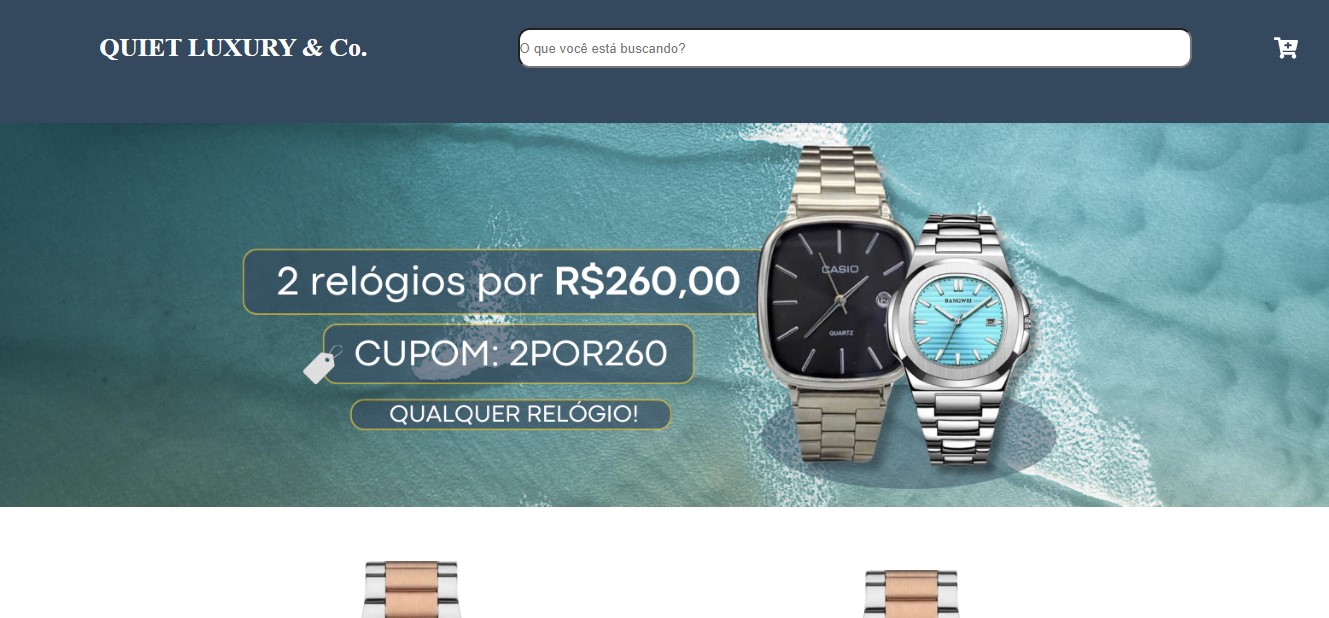 QUIET LUXURY & Co.
O que você está buscando?
2 relógios por R$260,00
CUPOM: 2POR260
QUALQUER RELÓGIO!
CASIO
QUARTZ
BANGWEI